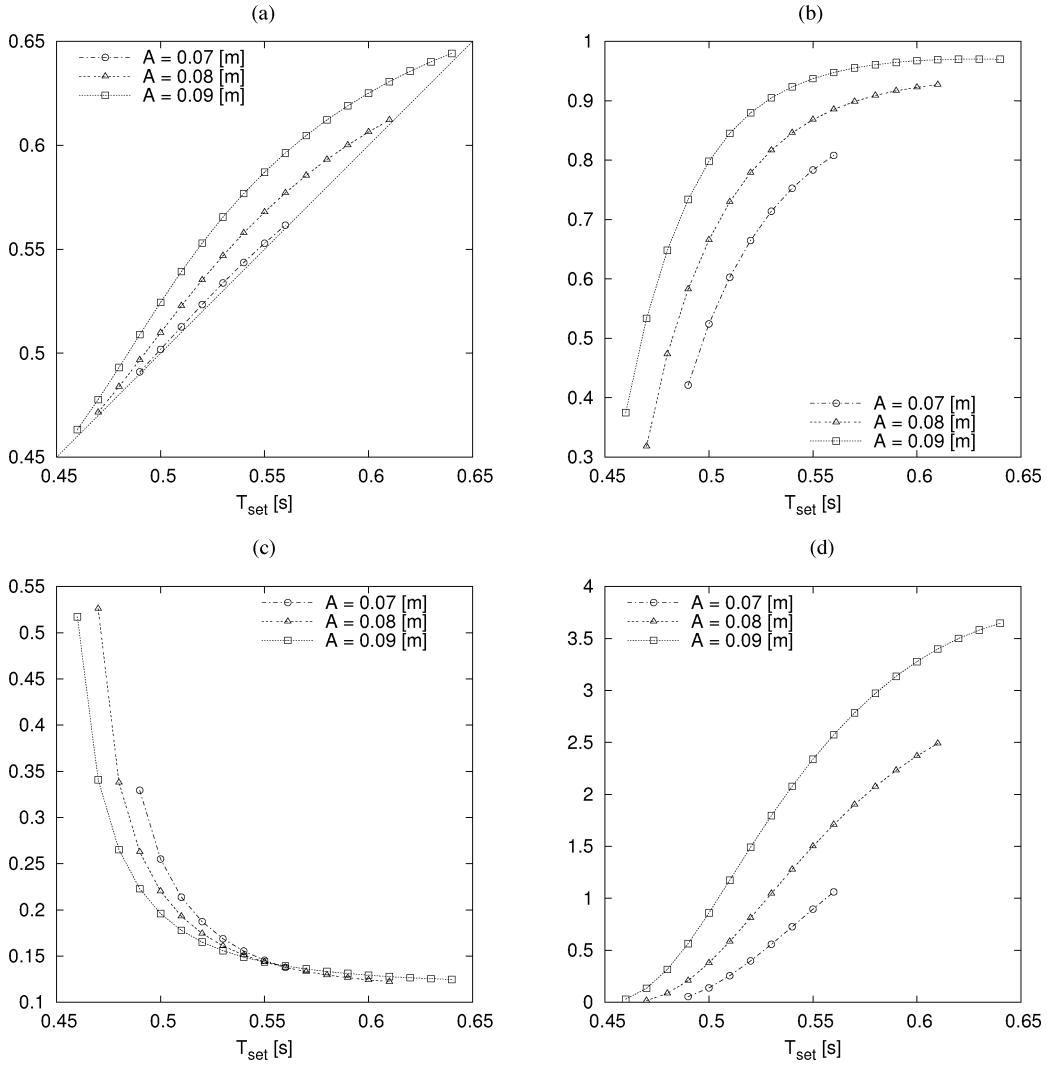 (a)
0.65
0.6
0.55
0.5
0.45
0.45 0.5 0.55 0.6 0.65
A = 0.07 [m]
A = 0.08 [m]
A = 0.09 [m]
Tset [s]
(b)
1
0.9
0.8
0.7
0.6
0.5
0.4
0.3
0.45 0.5 0.55 0.6 0.65
A = 0.07 [m]
A = 0.08 [m]
A = 0.09 [m]
Tset [s]
(c)
0.55
0.5
0.45
0.4
0.35
0.3
0.25
0.2
0.15
0.1
0.45 0.5 0.55 0.6 0.65
A = 0.07 [m]
A = 0.08 [m]
A = 0.09 [m]
Tset [s]
(d)
4
3.5
3
2.5
2
1.5
1
0.5
0
0.45 0.5 0.55 0.6 0.65
A = 0.07 [m]
A = 0.08 [m]
A = 0.09 [m]
Tset [s]